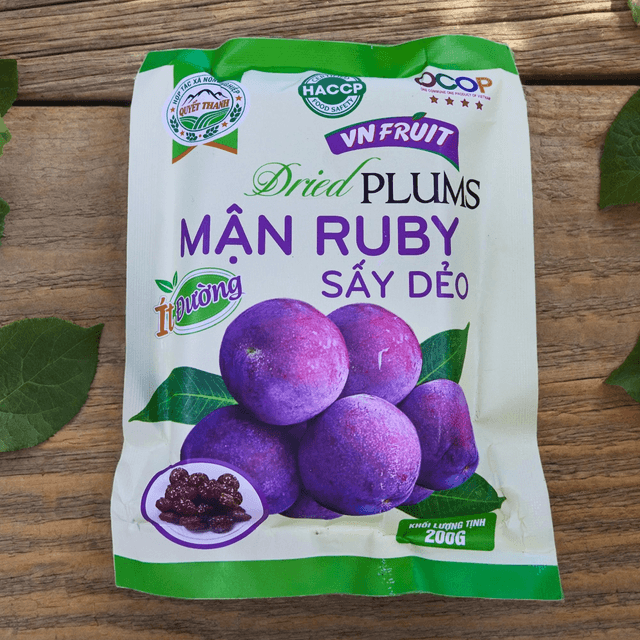 HỢP TÁC XÃ NÔNG NGHIỆP
QUYẾT THANH
HACCP
FOOD SAFETY
OCOP
VN FRUIT
Dried PLUMS
MẬN RUBY
SẤY DẺO
Ít Đường
KHỐI LƯỢNG TỊNH
200G